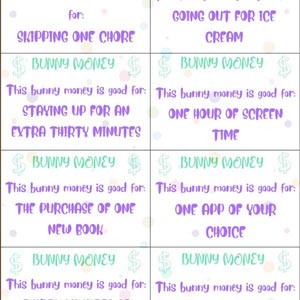 for:
SKIPPING ONE CHORE
GOING OUT FOR ICE
CREAM
$ BUNNY MONEY $
This bunny money is good for:
STAYING UP FOR AN
EXTRA THIRTY MINUTES
$ BUNNY MONEY $
This bunny money is good for:
ONE HOUR OF SCREEN
TIME
$ BUNNY MONEY $
This bunny money is good for:
THE PURCHASE OF ONE
NEW BOOK
$ BUNNY MONEY $
This bunny money is good for:
ONE APP OF YOUR
CHOICE
$ BUNNY MONEY $
This bunny money is good for:
$ BUNNY MONEY $
This bunny money is good for: